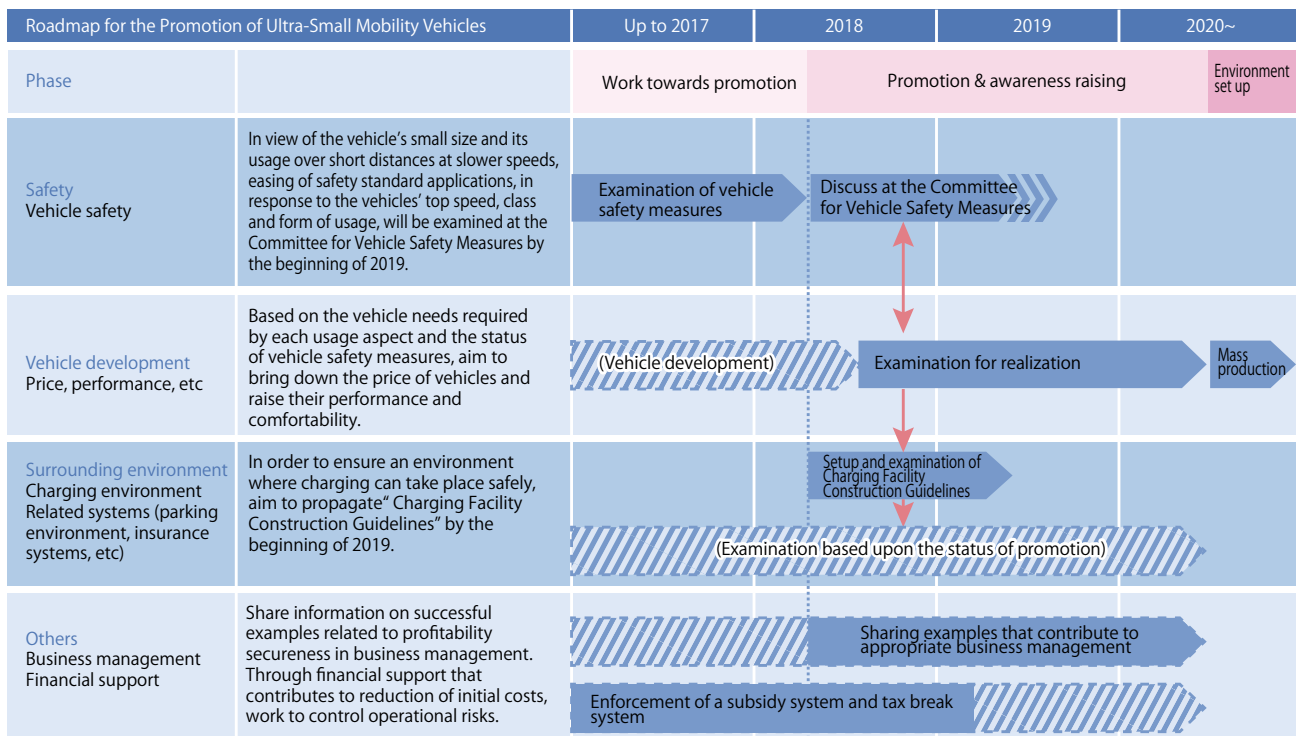 Roadmap for the Promotion of Ultra-Small Mobility Vehicles
Up to 2017
2018
2019
2020~
Phase
Work towards promotion
Promotion & awareness raising
Environment
set up
Safety
Vehicle safety
In view of the vehicle's small size and its
usage over short distances at slower speeds,
easing of safety standard applications, in
response to the vehicles' top speed, class
and form of usage, will be examined at the
Committee for Vehicle Safety Measures by
the beginning of 2019.
Examination of vehicle
safety measures
Discuss at the Committee
for Vehicle Safety Measures
Vehicle development
Price, performance, etc
Based on the vehicle needs required
by each usage aspect and the status
of vehicle safety measures, aim to
bring down the price of vehicles and
raise their performance and
comfortability.
(Vehicle development)
Examination for realization
Mass
production
Surrounding environment
Charging environment
Related systems (parking
environment, insurance
systems, etc)
In order to ensure an environment
where charging can take place safely,
aim to propagate“ Charging Facility
Construction Guidelines” by the
beginning of 2019.
Setup and examination of
Charging Facility
Construction Guidelines
(Examination based upon the status of promotion)
Others
Business management
Financial support
Share information on successful
examples related to profitability
secureness in business management.
Through financial support that
contributes to reduction of initial costs,
work to control operational risks.
Sharing examples that contribute to
appropriate business management
Enforcement of a subsidy system and tax break
system